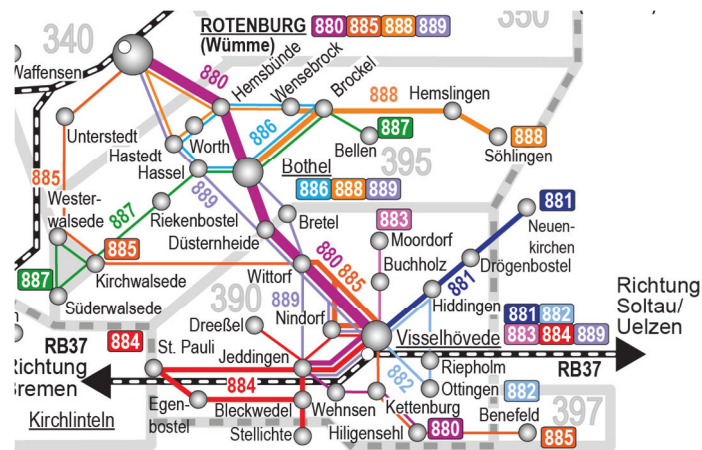 ROTENBURG 880 885 888 889
(Wümme)
340
350
Waffensen
Hemsbünde
Wensebrock
Brockel
888
Hemslingen
880
Unterstedt
Worth
886
Hastedt
Hassel
Bellen
887
Söhlingen
888
395
Bothel
886 888 889
885
Wester-
walsede
887
889
Riekenbostel
Bretel
Düsternheide
883
881
Neuen-
kirchen
Moordorf
Buchholz
Drögenbostel
885
Kirchwalsede
887
Süderwalsede
Wittorf
880
885
881
Hiddingen
390
889
Dreeßel
Nindorf
Richtung
Soltau/
Uelzen
881 882
Visselhövede
883 884 889
RB37
884
St. Pauli
Jeddingen
Riepholm
RB37
Richtung
Bremen
884
882
Ottingen
882
Kirchlinteln
Egen-
bostel
Bleckwedel
Wehnsen
Kettenburg
Benefeld
397
Stellichte
Hiligensehl
880
885